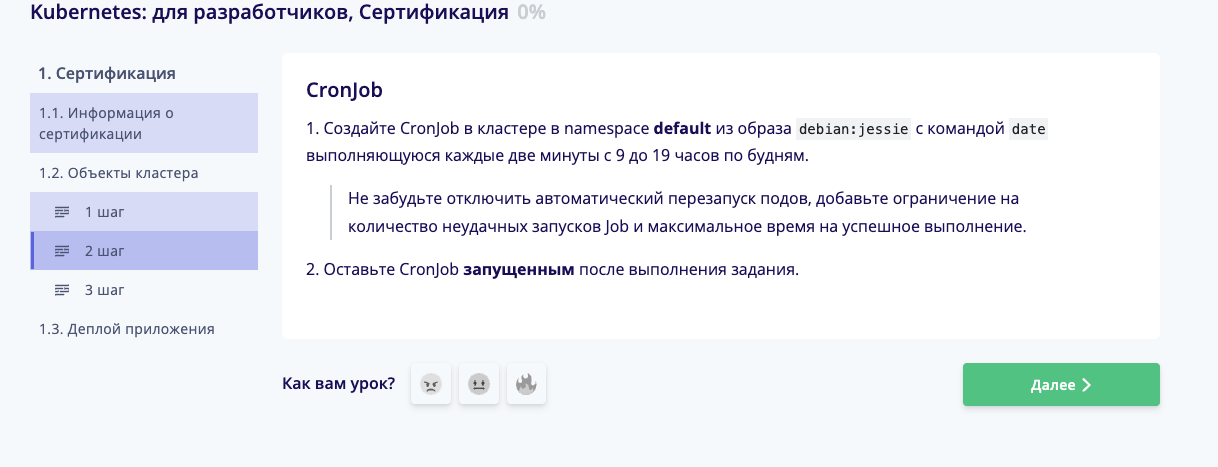 Kubernetes: для разработчиков, Сертификация 0%
1. Сертификация
1.1. Информация о
сертификации
1.2. Объекты кластера
1 шаг
2 шаг
3 шаг
1.3. Деплой приложения
CronJob
1. Создайте CronJob в кластере в namespace default из образа debian:jessie с командой date
выполняющуюся каждые две минуты с 9 до 19 часов по будням.
Не забудьте отключить автоматический перезапуск подов, добавьте ограничение на
количество неудачных запусков Job и максимальное время на успешное выполнение.
2. Оставьте CronJob запущенным после выполнения задания.
Как вам урок?
Далее